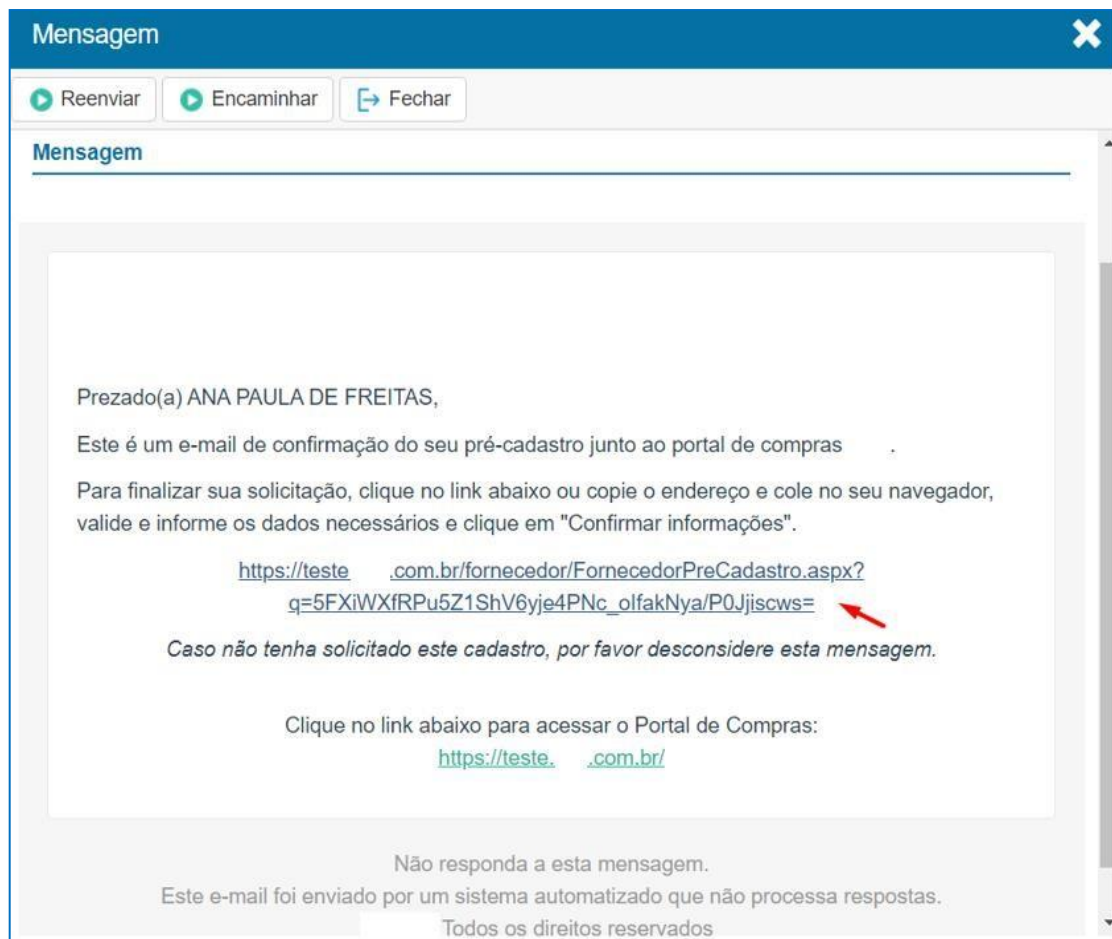 Mensagem
Reenviar
Encaminhar
Fechar
Mensagem
Prezado(a) ANA PAULA DE FREITAS,
Este é um e-mail de confirmação do seu pré-cadastro junto ao portal de compras .
Para finalizar sua solicitação, clique no link abaixo ou copie o endereço e cole no seu navegador,
valide e informe os dados necessários e clique em "Confirmar informações".
https://teste .com.br/fornecedor/FornecedorPreCadastro.aspx?
q=5FXiWXfRPu5Z1ShV6yje4PNc_olfakNya/P0Jjiscws=
Caso não tenha solicitado este cadastro, por favor desconsidere esta mensagem.
Clique no link abaixo para acessar o Portal de Compras:
https://teste. .com.br/
Não responda a esta mensagem.
Este e-mail foi enviado por um sistema automatizado que não processa respostas.
Todos os direitos reservados